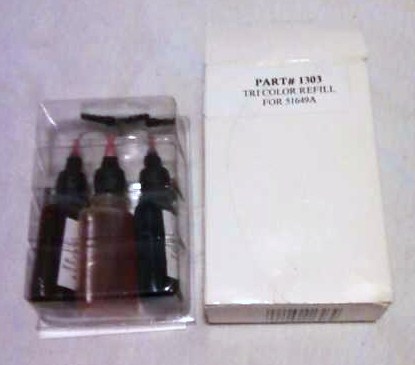 PART# 1303
TRI COLOR REFILL
FOR 51649A